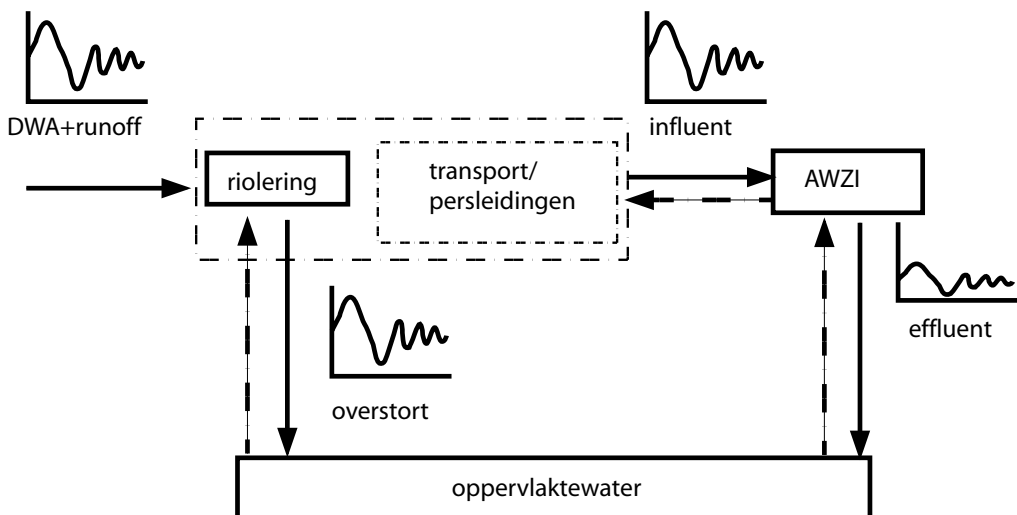 DWA+runoff
influent
riolering
transport/
persleidingen
AWZI
effluent
overstort
oppervlaktewater